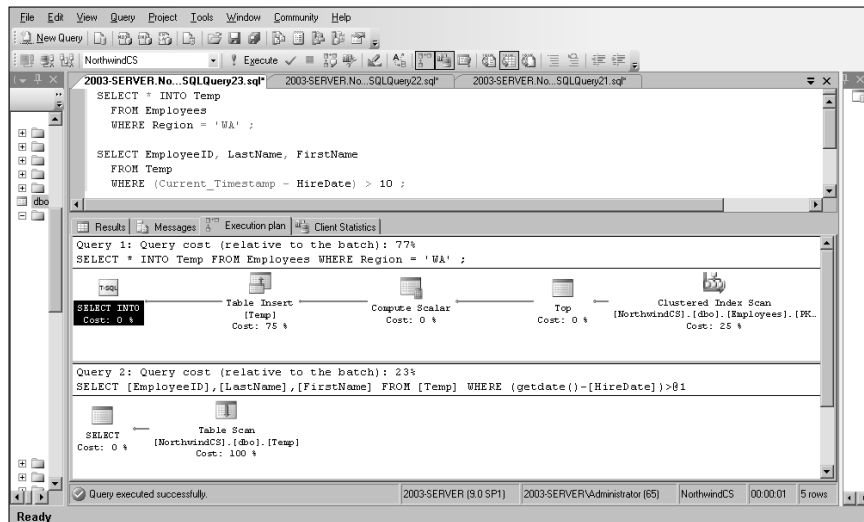 File Edit View Query Project Tools Window Community Help
New Query
NorthwindCS Execute
2003-SERVER.No...SQLQuery23.sql* 2003-SERVER.No...SQLQuery22.sql* 2003-SERVER.No...SQLQuery21.sql*
SELECT * INTO Temp
FROM Employees
WHERE Region = 'WA' ;
SELECT EmployeeID, LastName, FirstName
FROM Temp
WHERE (Current_Timestamp - HireDate) > 10 ;
dbo
Results Messages Execution plan Client Statistics
Query 1: Query cost (relative to the batch): 77%
SELECT * INTO Temp FROM Employees WHERE Region = 'WA' ;
T-SQL
SELECT INTO
Cost: 0 %
Table Insert
[Temp]
Cost: 75 %
Compute Scalar
Cost: 0 %
Top
Cost: 0 %
Clustered Index Scan
[NorthwindCS].[dbo].[Employees].[PK…
Cost: 25 %
Query 2: Query cost (relative to the batch): 23%
SELECT [EmployeeID],[LastName],[FirstName] FROM [Temp] WHERE (getdate()-[HireDate])>@1
SELECT
Cost: 0 %
Table Scan
[NorthwindCS].[dbo].[Temp]
Cost: 100 %
Query executed successfully. 2003-SERVER (9.0 SP1) 2003-SERVER\Administrator (65) NorthwindCS 00:00:01 5 rows
Ready